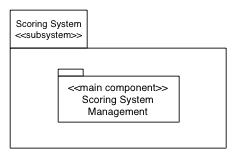 Scoring System
<<subsystem>>
<<main component>>
Scoring System
Management